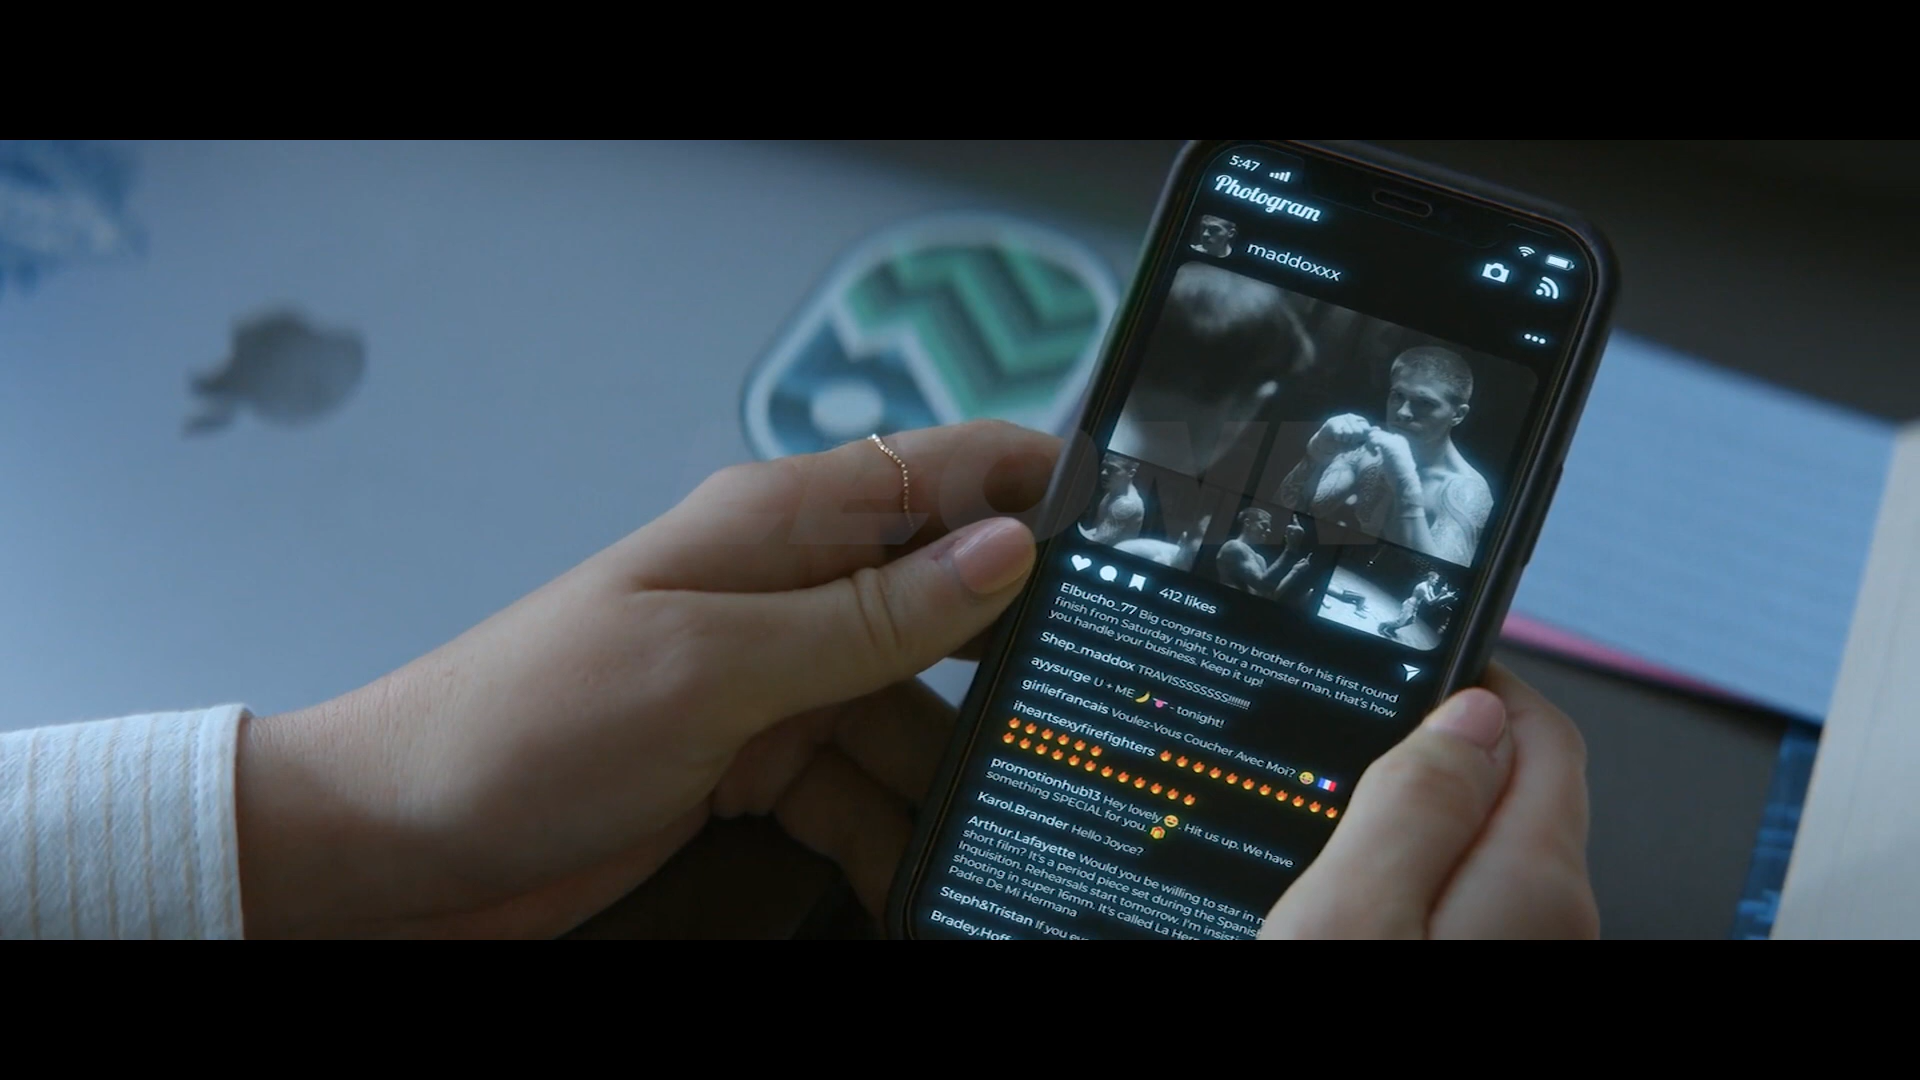 5:47
Photogram
maddoxxx
412 likes
Elbucho_77 Big congrats to my brother for his first round
finish from Saturday night. Your a monster man, that's how
you handle your business. Keep it up!
Shep_maddox TRAVISSSSSSSS!!!!!!!
ayysurge U + ME 🍌👅 - tonight!
girliefrancais Voulez-Vous Coucher Avec Moi? 😂 🇫🇷
iheartsexyfirefighters 🔥🔥🔥🔥🔥🔥🔥🔥🔥🔥🔥
🔥🔥🔥🔥🔥🔥
🔥🔥🔥🔥🔥🔥🔥🔥🔥🔥🔥🔥
promotionhub13 Hey lovely 😂. Hit us up. We have
something SPECIAL for you. 🎁
Karol.Brander Hello Joyce?
Arthur.Lafayette Would you be willing to star in
short film? It's a period piece set during the Spanish
Inquisition. Rehearsals start tomorrow. I'm
shooting in super 16mm. It's called La
Padre De Mi Hermana
Steph&Tristan If you